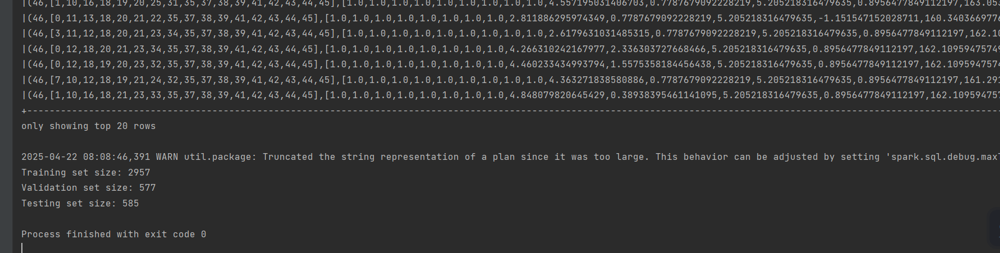 |(46,[1,10,16,18,19,20,25,31,35,37,38,39,41,42,43,44,45],[1.0,1.0,1.0,1.0,1.0,1.0,1.0,1.0,1.0,4.557195031406703,0.7787679092228219,5.205218316479635,0.8956477849112197,163.053
|(46,[0,11,13,18,20,21,22,35,37,38,39,41,42,43,44,45],[1.0,1.0,1.0,1.0,1.0,1.0,1.0,1.0,2.811886295974349,0.7787679092228219,5.205218316479635,-1.151547152028711,160.3403669776
|(46,[3,11,12,18,20,21,23,34,35,37,38,39,41,42,43,44,45],[1.0,1.0,1.0,1.0,1.0,1.0,1.0,1.0,1.0,2.6179631031485315,0.7787679092228219,5.205218316479635,0.8956477849112197,162.10
|(46,[0,12,18,20,21,23,34,35,37,38,39,41,42,43,44,45],[1.0,1.0,1.0,1.0,1.0,1.0,1.0,1.0,4.266310242167977,2.336303727668466,5.205218316479635,0.8956477849112197,162.10959475749
|(46,[0,12,18,19,20,23,32,35,37,38,39,41,42,43,44,45],[1.0,1.0,1.0,1.0,1.0,1.0,1.0,1.0,4.460233434993794,1.5575358184456438,5.205218316479635,0.8956477849112197,162.1095947574
|(46,[7,10,12,18,19,21,24,32,35,37,38,39,41,42,43,44,45],[1.0,1.0,1.0,1.0,1.0,1.0,1.0,1.0,1.0,4.363271838580886,0.7787679092228219,5.205218316479635,0.8956477849112197,161.291
|(46,[1,10,16,18,21,23,33,35,37,38,39,41,42,43,44,45],[1.0,1.0,1.0,1.0,1.0,1.0,1.0,1.0,4.848079820645429,0.38938395461141095,5.205218316479635,0.8956477849112197,162.109594757
+------------------------------------------------------------------------------------------------------------------------------------------------------------------------------
only showing top 20 rows
2025-04-22 08:08:46,391 WARN util.package: Truncated the string representation of a plan since it was too large. This behavior can be adjusted by setting 'spark.sql.debug.max
Training set size: 2957
Validation set size: 577
Testing set size: 585
Process finished with exit code 0